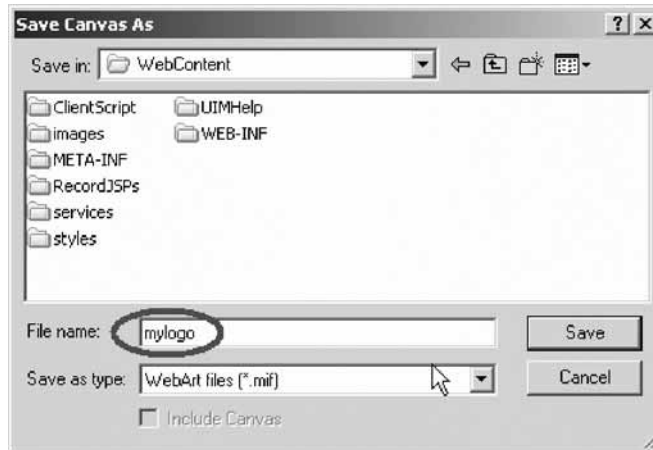 Save Canvas As
Save in: WebContent
ClientScript UIMHelp
images WEB-INF
META-INF
RecordJSPs
services
styles
File name: mylogo Save
Save as type: WebArt files (*.mif) Cancel
Include Canvas